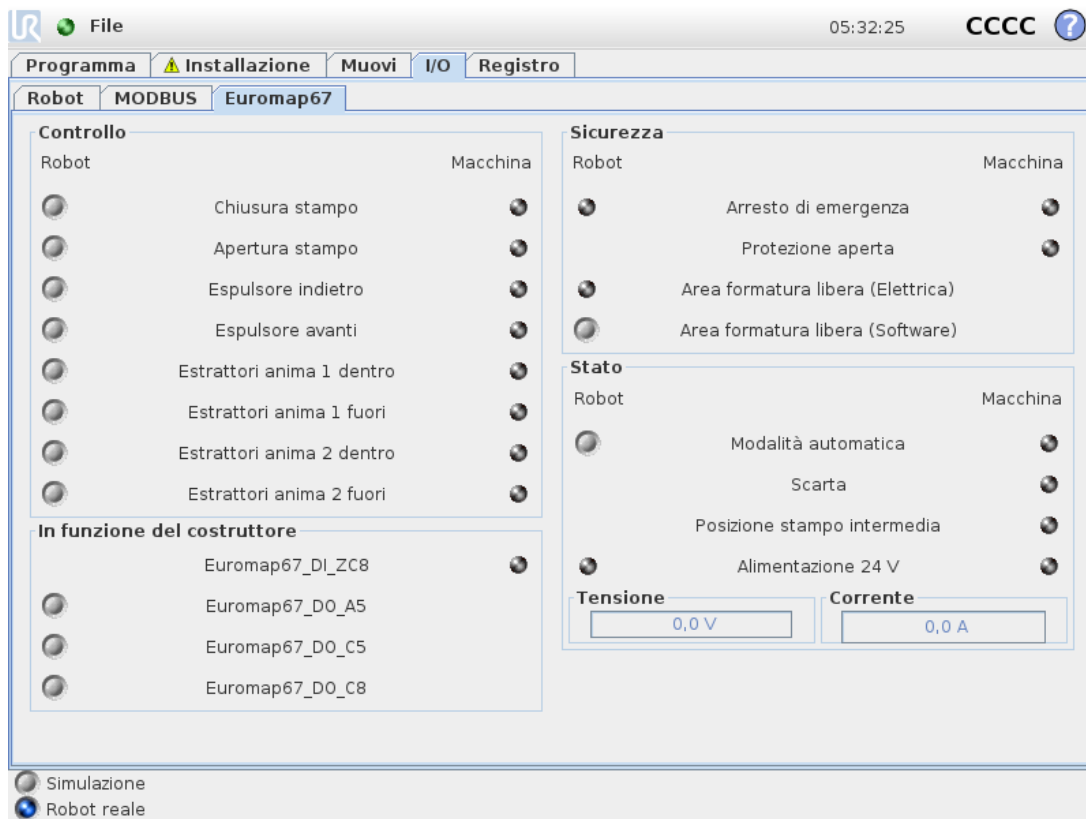 UR File 05:32:25 CCCC ?
Programma Installazione Muovi I/O Registro
Robot MODBUS Euromap67
Controllo
Robot Macchina
Chiusura stampo
Apertura stampo
Espulsore indietro
Espulsore avanti
Estrattori anima 1 dentro
Estrattori anima 1 fuori
Estrattori anima 2 dentro
Estrattori anima 2 fuori
In funzione del costruttore
Euromap67_DI_ZC8
Euromap67_DO_A5
Euromap67_DO_C5
Euromap67_DO_C8
Sicurezza
Robot Macchina
Arresto di emergenza
Protezione aperta
Area formatura libera (Elettrica)
Area formatura libera (Software)
Stato
Robot Macchina
Modalità automatica
Scarta
Posizione stampo intermedia
Alimentazione 24 V
Tensione Corrente
0,0 V 0,0 A
Simulazione
Robot reale